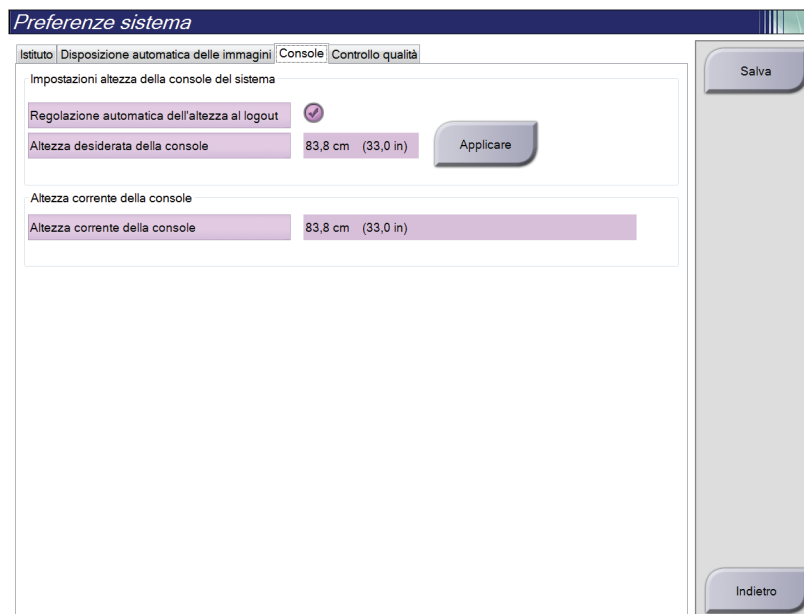 Preferenze sistema
Istituto Disposizione automatica delle immagini Console Controllo qualità
Salva
Impostazioni altezza della console del sistema
Regolazione automatica dell'altezza al logout
Altezza desiderata della console 83,8 cm (33,0 in) Applicare
Altezza corrente della console
Altezza corrente della console 83,8 cm (33,0 in)
Indietro